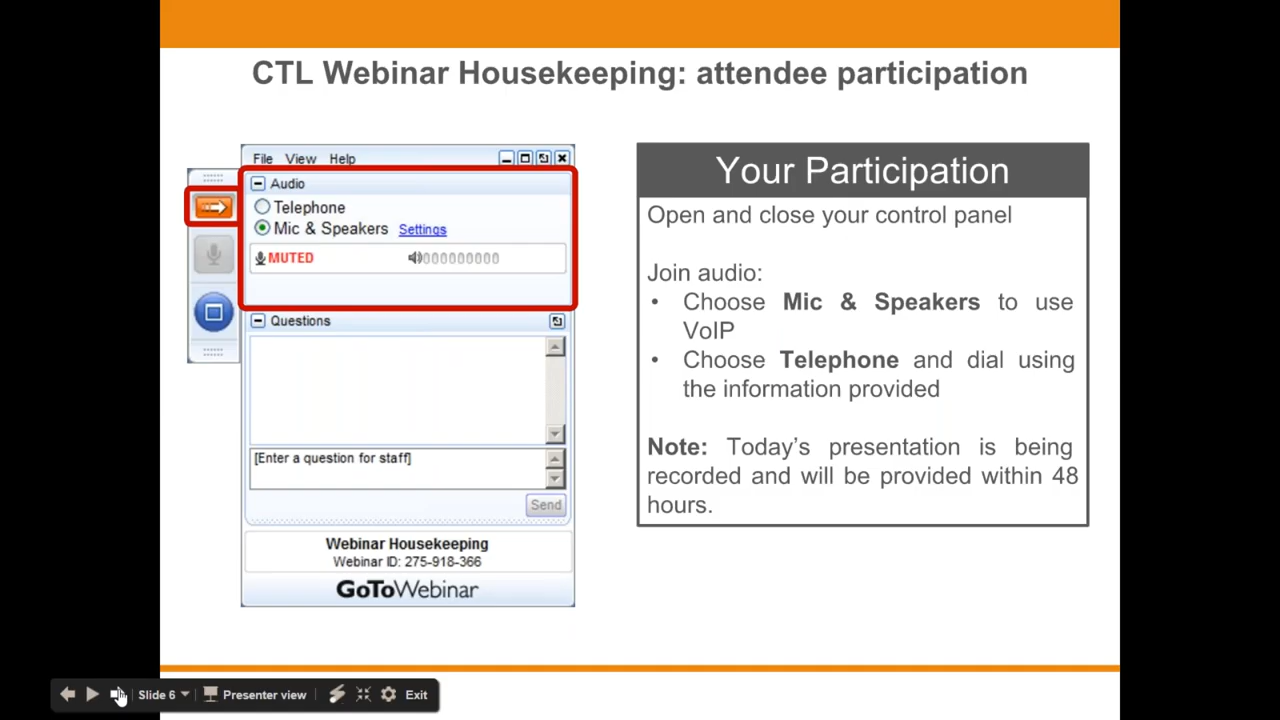 CTL Webinar Housekeeping: attendee participation
File View Help
Audio
Telephone
Mic & Speakers Settings
MUTED
Questions
[Enter a question for staff]
Send
Webinar Housekeeping
Webinar ID: 275-918-366
GoToWebinar
Your Participation
Open and close your control panel
Join audio:
• Choose Mic & Speakers to use
VoIP
• Choose Telephone and dial using
the information provided
Note: Today's presentation is being
recorded and will be provided within 48
hours.
Slide 6 Presenter view Exit